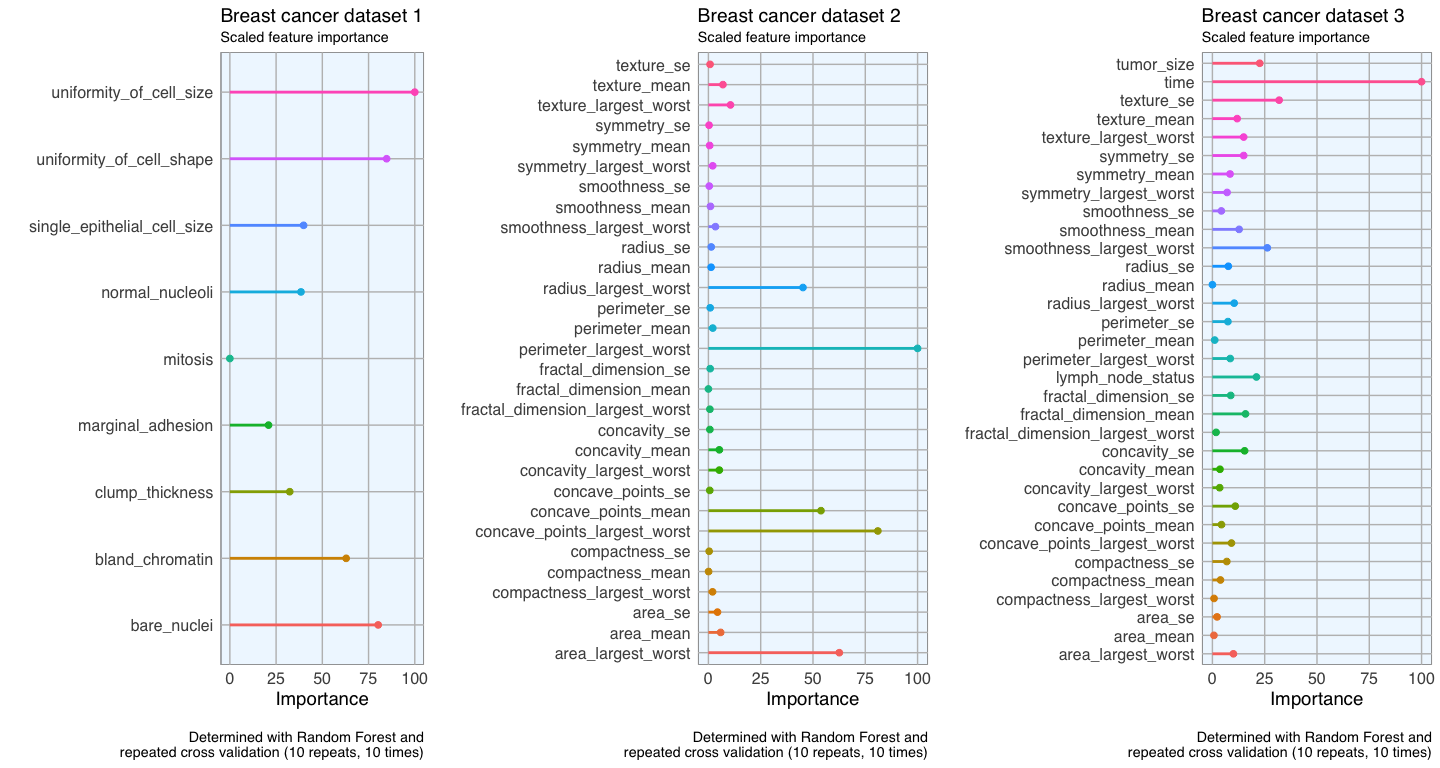 Breast cancer dataset 1
Scaled feature importance
uniformity_of_cell_size
uniformity_of_cell_shape
single_epithelial_cell_size
normal_nucleoli
mitosis
marginal_adhesion
clump_thickness
bland_chromatin
bare_nuclei
0 25 50 75 100
Importance
Determined with Random Forest and
repeated cross validation (10 repeats, 10 times)
Breast cancer dataset 2
Scaled feature importance
texture_se
texture_mean
texture_largest_worst
symmetry_se
symmetry_mean
symmetry_largest_worst
smoothness_se
smoothness_mean
smoothness_largest_worst
radius_se
radius_mean
radius_largest_worst
perimeter_se
perimeter_mean
perimeter_largest_worst
fractal_dimension_se
fractal_dimension_mean
fractal_dimension_largest_worst
concavity_se
concavity_mean
concavity_largest_worst
concave_points_se
concave_points_mean
concave_points_largest_worst
compactness_se
compactness_mean
compactness_largest_worst
area_se
area_mean
area_largest_worst
0 25 50 75 100
Importance
Determined with Random Forest and
repeated cross validation (10 repeats, 10 times)
Breast cancer dataset 3
Scaled feature importance
tumor_size
time
texture_se
texture_mean
texture_largest_worst
symmetry_se
symmetry_mean
symmetry_largest_worst
smoothness_se
smoothness_mean
smoothness_largest_worst
radius_se
radius_mean
radius_largest_worst
perimeter_se
perimeter_mean
perimeter_largest_worst
lymph_node_status
fractal_dimension_se
fractal_dimension_mean
fractal_dimension_largest_worst
concavity_se
concavity_mean
concavity_largest_worst
concave_points_se
concave_points_mean
concave_points_largest_worst
compactness_se
compactness_mean
compactness_largest_worst
area_se
area_mean
area_largest_worst
0 25 50 75 100
Importance
Determined with Random Forest and
repeated cross validation (10 repeats, 10 times)